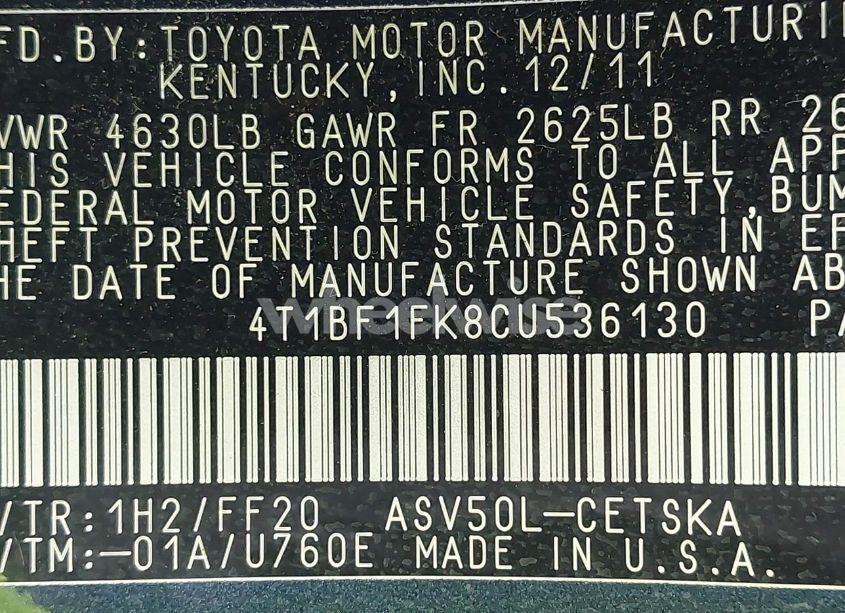 FD. BY: TOYOTA MOTOR MANUFACTURI
KENTUCKY, INC. 12/11
VWR 4630LB GAWR FR 2625LB RR 26
HIS VEHICLE CONFORMS TO ALL APP
EDERAL MOTOR VEHICLE SAFETY, BUM
HEFT PREVENTION STANDARDS IN EF
HE DATE OF MANUFACTURE SHOWN AB
wheelwise
4T1BF1FK8CU536130 PA
/TR: 1H2/FF20 ASV50L-CETSKA
/TM: -01A/U760E MADE IN U.S.A.